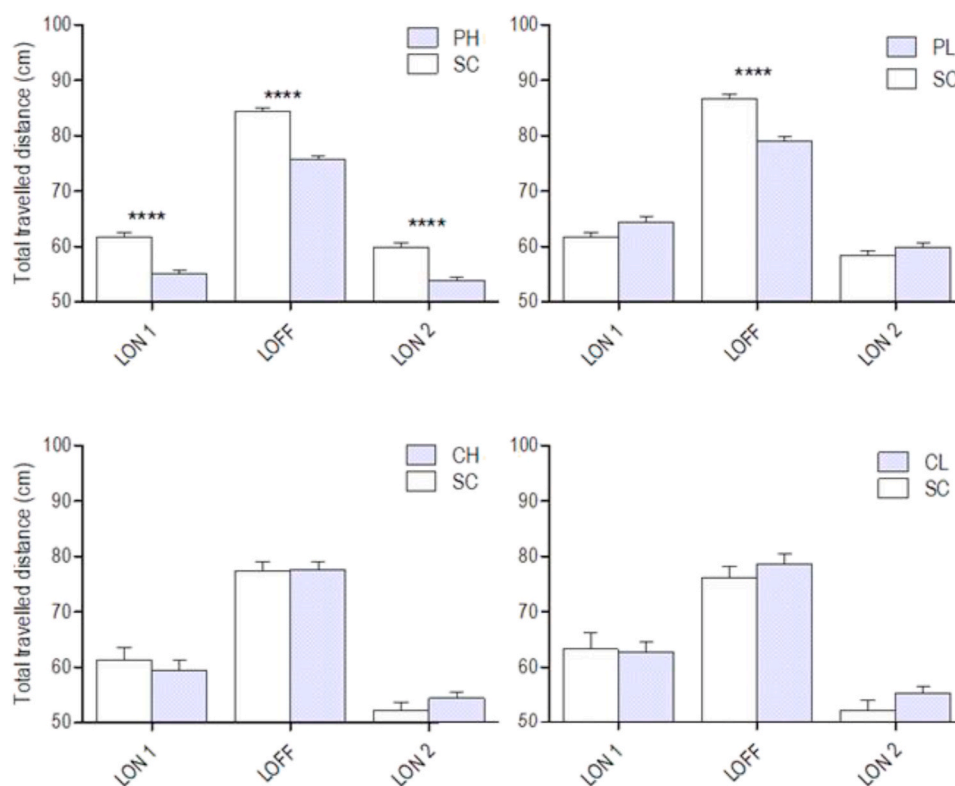 100
90
80
70
60
50
Total travelled distance (cm)
PH
SC
****
****
****
LON 1
LOFF
LON 2
100
90
80
70
60
50
PL
SC
****
LON 1
LOFF
LON 2
100
90
80
70
60
50
Total travelled distance (cm)
CH
SC
LON 1
LOFF
LON 2
100
90
80
70
60
50
CL
SC
LON 1
LOFF
LON 2